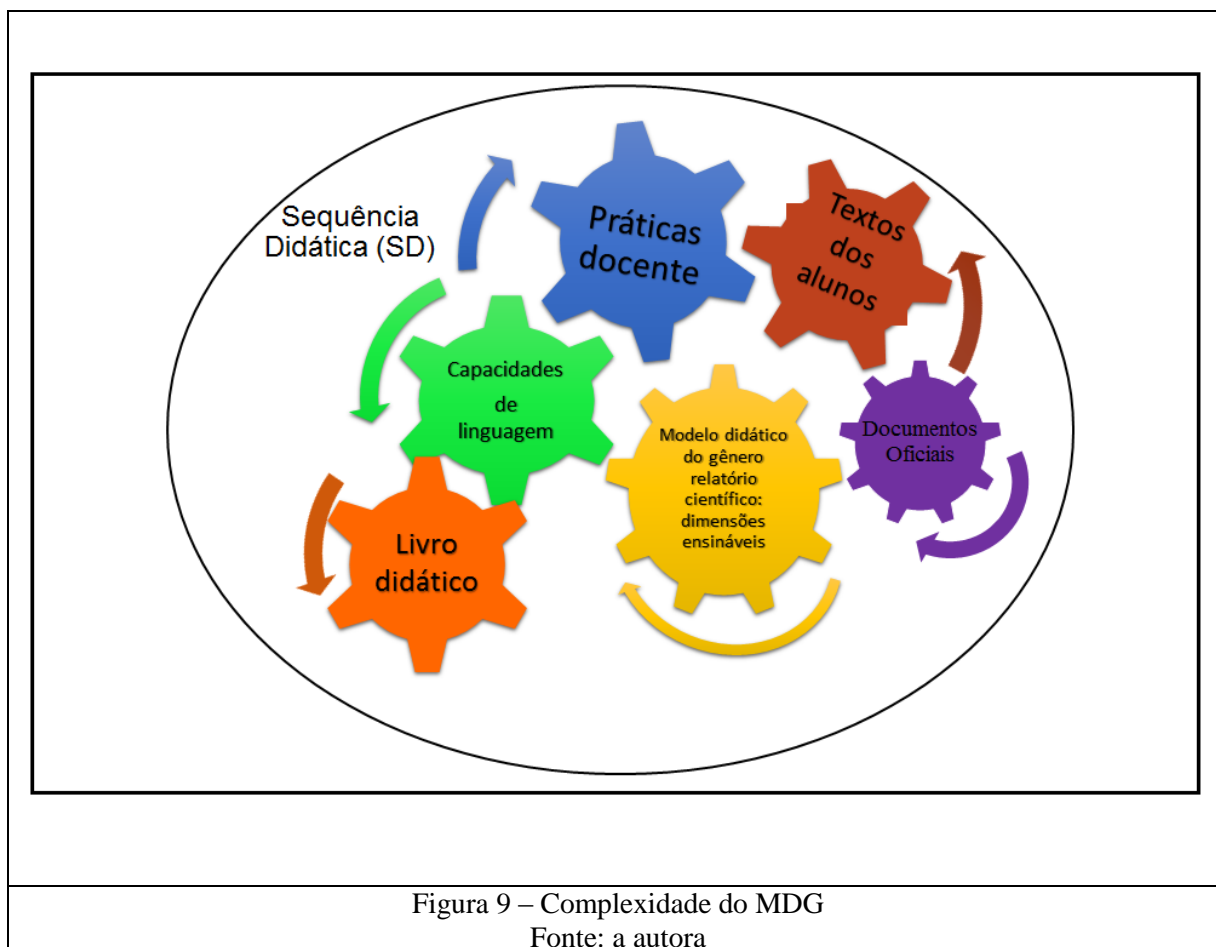 Sequência
Didática (SD)
Práticas
docente
Textos
dos
alunos
Capacidades
de
linguagem
Modelo didático
do gênero
relatório
científico:
dimensões
ensináveis
Documentos
Oficiais
Livro
didático
Figura 9 – Complexidade do MDG
Fonte: a autora